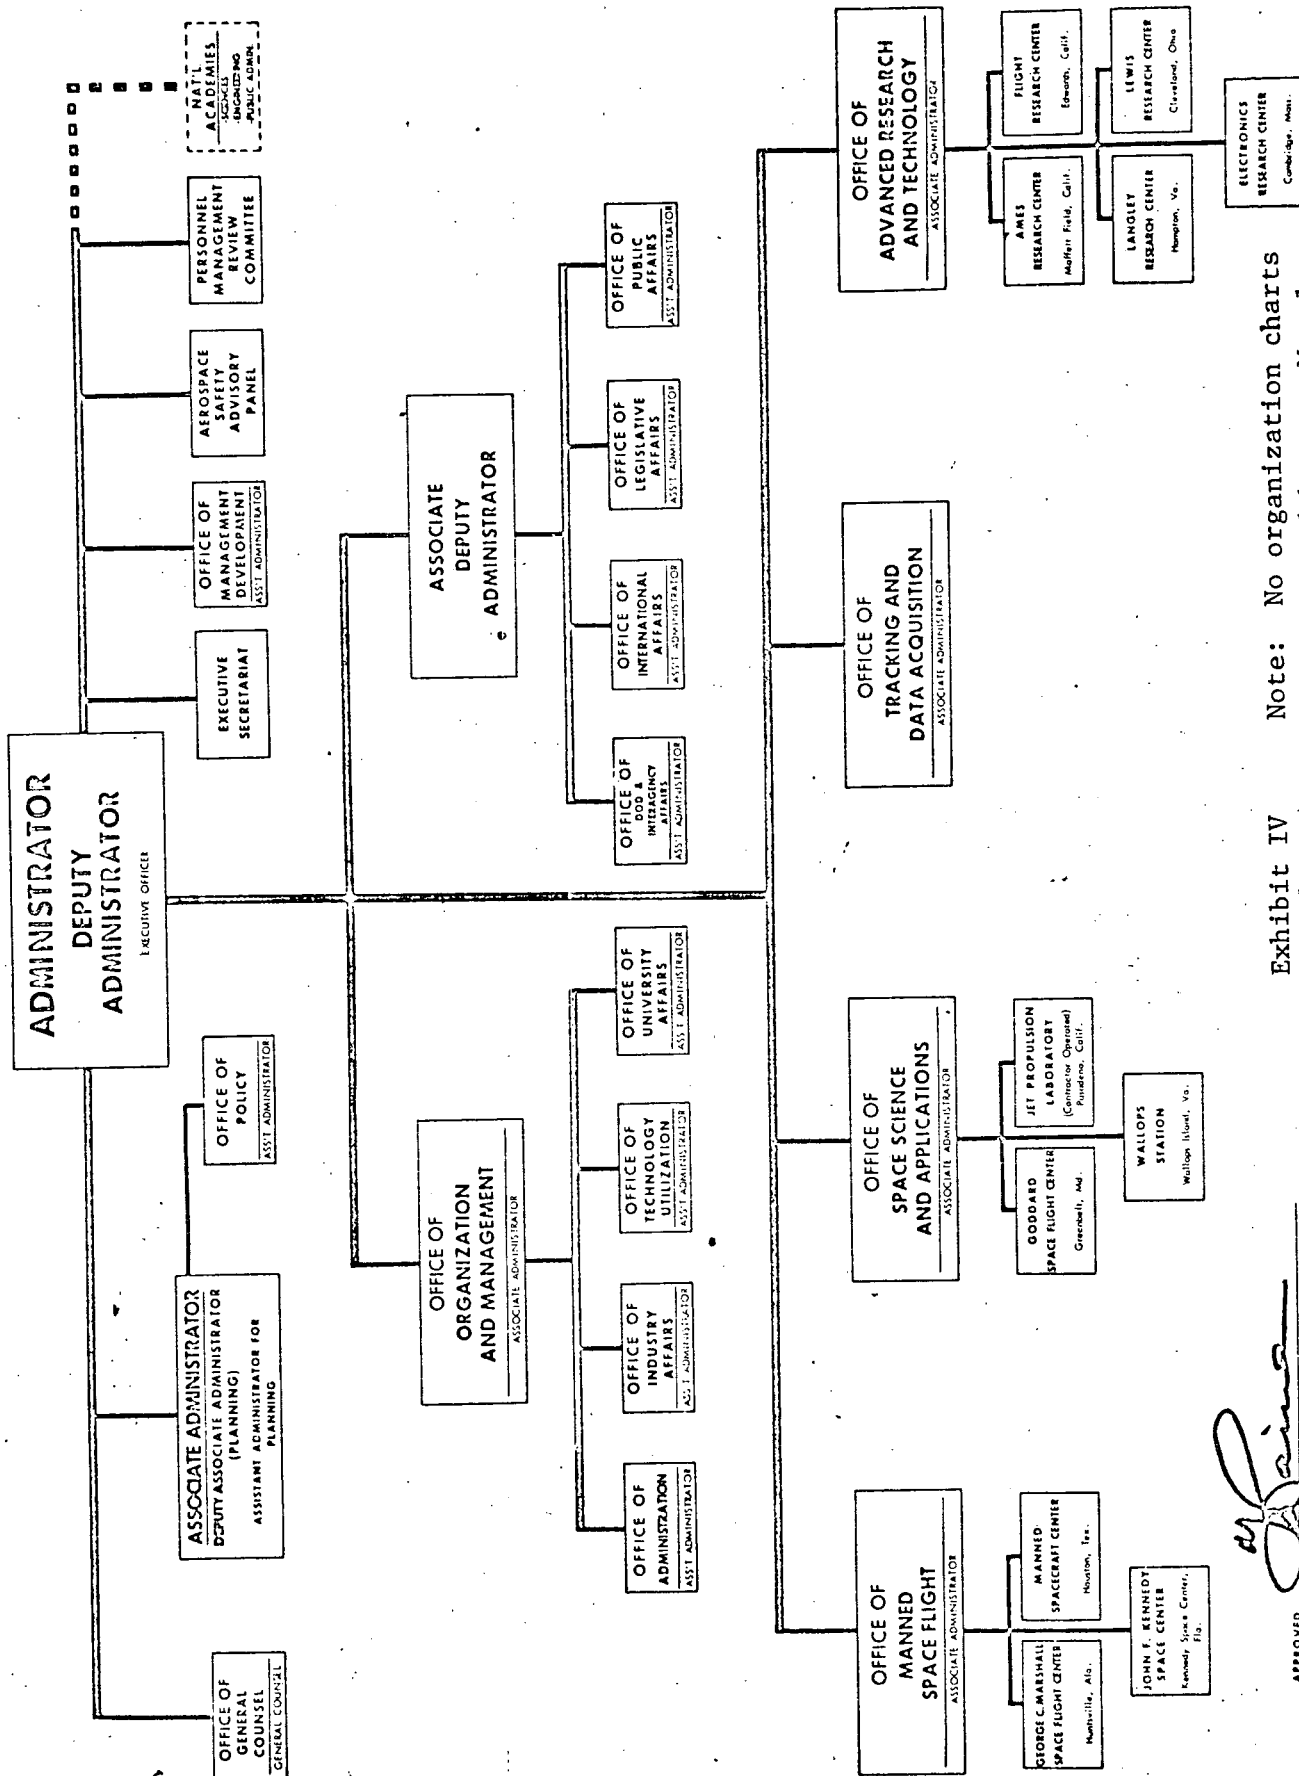 ADMINISTRATOR
DEPUTY
ADMINISTRATOR
EXECUTIVE OFFICER
OFFICE OF
GENERAL
COUNSEL
GENERAL COUNSEL
ASSOCIATE ADMINISTRATOR
DEPUTY ASSOCIATE ADMINISTRATOR
(PLANNING)
ASSISTANT ADMINISTRATOR FOR
PLANNING
OFFICE OF
POLICY
ASS'T ADMINISTRATOR
EXECUTIVE
SECRETARIAT
OFFICE OF
MANAGEMENT
DEVELOPMENT
ASS'T ADMINISTRATOR
AEROSPACE
SAFETY
ADVISORY
PANEL
PERSONNEL
MANAGEMENT
REVIEW
COMMITTEE
NAT'L
ACADEMIES
-SCIENCES
-ENGINEERING
-PUBLIC ADMIN.
OFFICE OF
ORGANIZATION
AND MANAGEMENT
ASSOCIATE ADMINISTRATOR
ASSOCIATE
DEPUTY
ADMINISTRATOR
OFFICE OF
ADMINISTRATION
ASS'T ADMINISTRATOR
OFFICE OF
INDUSTRY
AFFAIRS
ASS'T ADMINISTRATOR
OFFICE OF
TECHNOLOGY
UTILIZATION
ASS'T ADMINISTRATOR
OFFICE OF
UNIVERSITY
AFFAIRS
ASS'T ADMINISTRATOR
OFFICE OF
DOD &
INTERAGENCY
AFFAIRS
ASS'T ADMINISTRATOR
OFFICE OF
INTERNATIONAL
AFFAIRS
ASS'T ADMINISTRATOR
OFFICE OF
LEGISLATIVE
AFFAIRS
ASS'T ADMINISTRATOR
OFFICE OF
PUBLIC
AFFAIRS
ASS'T ADMINISTRATOR
OFFICE OF
MANNED
SPACE FLIGHT
ASSOCIATE ADMINISTRATOR
OFFICE OF
SPACE SCIENCE
AND APPLICATIONS
ASSOCIATE ADMINISTRATOR
OFFICE OF
TRACKING AND
DATA ACQUISITION
ASSOCIATE ADMINISTRATOR
OFFICE OF
ADVANCED RESEARCH
AND TECHNOLOGY
ASSOCIATE ADMINISTRATOR
GEORGE C. MARSHALL
SPACE FLIGHT CENTER
Huntsville, Ala.
MANNED
SPACECRAFT CENTER
Houston, Tex.
JOHN F. KENNEDY
SPACE CENTER
Kennedy Space Center,
Fla.
GODDARD
SPACE FLIGHT CENTER
Greenbelt, Md.
JET PROPULSION
LABORATORY
(Contractor Operated)
Pasadena, Calif.
WALLOPS
STATION
Wallops Island, Va.
AMES
RESEARCH CENTER
Moffett Field, Calif.
FLIGHT
RESEARCH CENTER
Edwards, Calif.
LANGLEY
RESEARCH CENTER
Hampton, Va.
LEWIS
RESEARCH CENTER
Cleveland, Ohio
ELECTRONICS
RESEARCH CENTER
Cambridge, Mass.
APPROVED
Exhibit IV Note: No organization charts